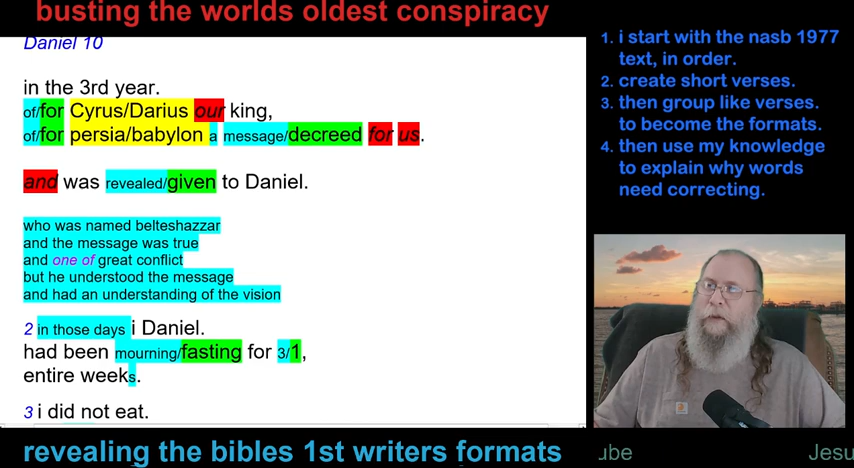 busting the worlds oldest conspiracy
Daniel 10
in the 3rd year.
of/for Cyrus/Darius our king,
of/for persia/babylon a message/decreed for us.
and was revealed/given to Daniel.
who was named belteshazzar
and the message was true
and one of great conflict
but he understood the message
and had an understanding of the vision
2 in those days i Daniel.
had been mourning/fasting for 3/1,
entire weeks.
3 i did not eat.
revealing the bibles 1st writers formats
1. i start with the nasb 1977
text, in order.
2. create short verses.
3. then group like verses.
to become the formats.
4. then use my knowledge
to explain why words
need correcting.
ube Jesu